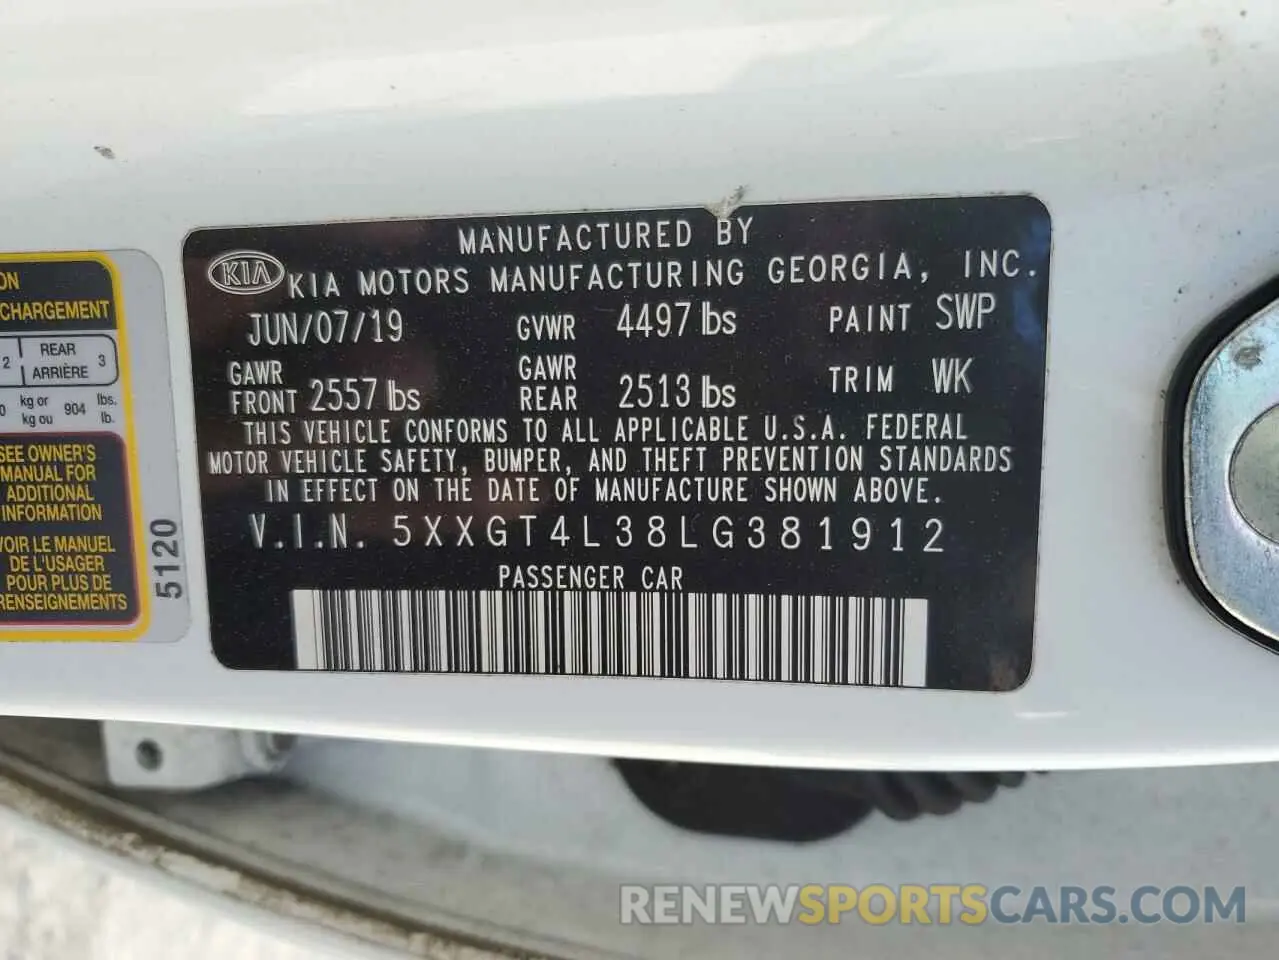 ON
CHARGEMENT
2 REAR 3
ARRIÈRE
0 kg or 904 lbs.
kg ou lb.
SEE OWNER'S
MANUAL FOR
ADDITIONAL
INFORMATION
VOIR LE MANUEL
DE L'USAGER
POUR PLUS DE
RENSEIGNEMENTS
5120
MANUFACTURED BY
KIA KIA MOTORS MANUFACTURING GEORGIA, INC.
JUN/07/19 GVWR 4497 lbs PAINT SWP
GAWR GAWR
FRONT 2557 lbs REAR 2513 lbs TRIM WK
THIS VEHICLE CONFORMS TO ALL APPLICABLE U.S.A. FEDERAL
MOTOR VEHICLE SAFETY, BUMPER, AND THEFT PREVENTION STANDARDS
IN EFFECT ON THE DATE OF MANUFACTURE SHOWN ABOVE.
V.I.N. 5XXGT4L38LG381912
PASSENGER CAR
RENEWSPORTSCARS.COM